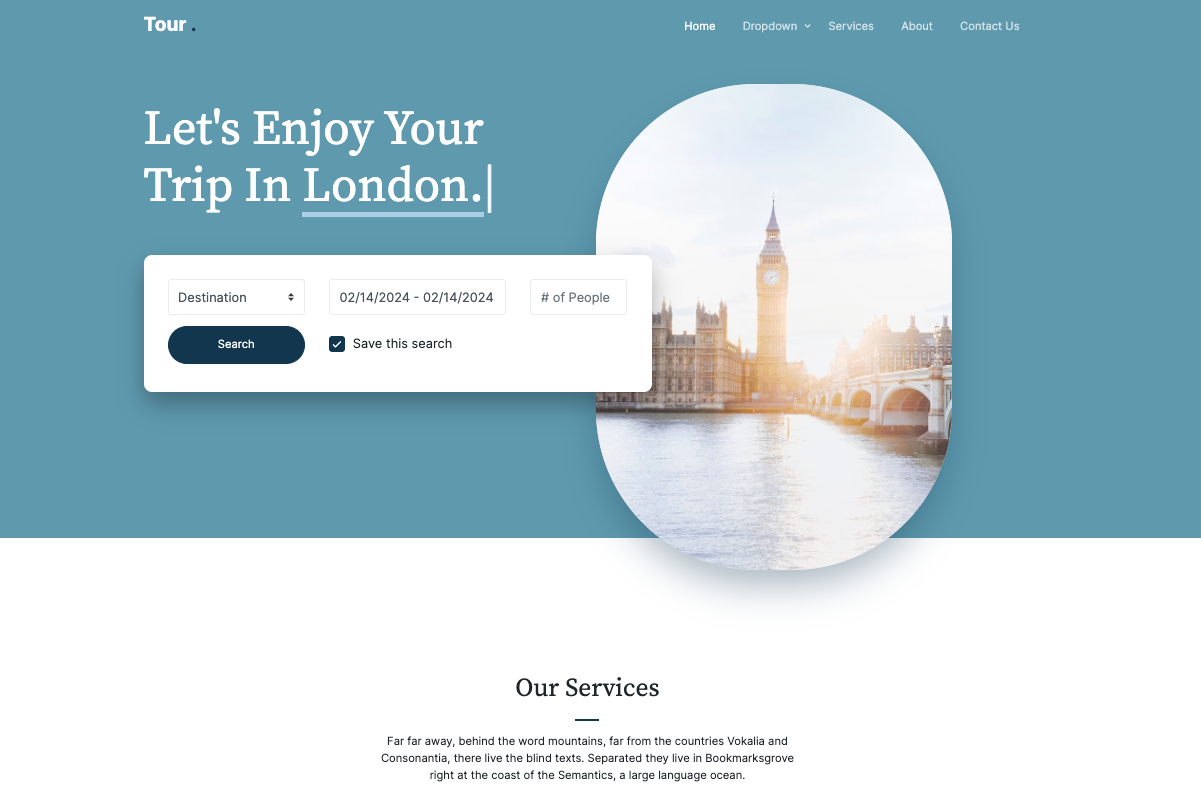 Tour .
Home Dropdown Services About Contact Us
Let's Enjoy Your
Trip In London.|
Destination 02/14/2024 - 02/14/2024 # of People
Search Save this search
Our Services
Far far away, behind the word mountains, far from the countries Vokalia and
Consonantia, there live the blind texts. Separated they live in Bookmarksgrove
right at the coast of the Semantics, a large language ocean.